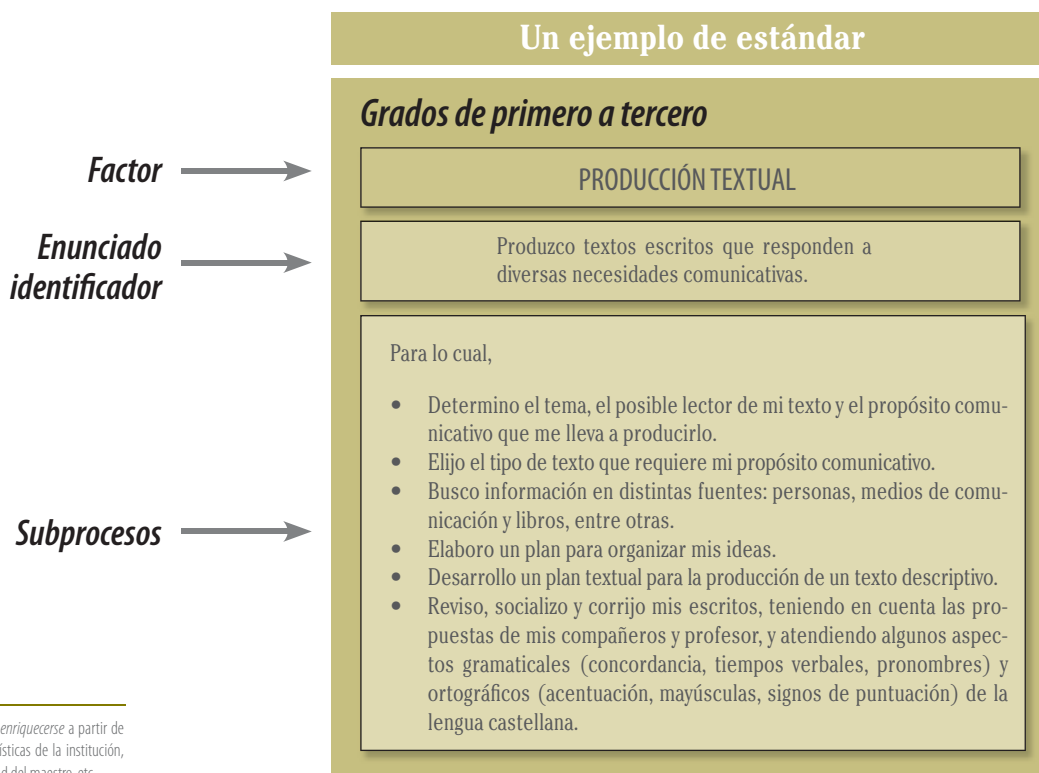 Un ejemplo de estándar
Grados de primero a tercero
Factor
PRODUCCIÓN TEXTUAL
Enunciado
identificador
Produzco textos escritos que responden a
diversas necesidades comunicativas.
Para lo cual,
• Determino el tema, el posible lector de mi texto y el propósito comu-
nicativo que me lleva a producirlo.
• Elijo el tipo de texto que requiere mi propósito comunicativo.
• Busco información en distintas fuentes: personas, medios de comu-
nicación y libros, entre otras.
Subprocesos
• Elaboro un plan para organizar mis ideas.
• Desarrollo un plan textual para la producción de un texto descriptivo.
• Reviso, socializo y corrijo mis escritos, teniendo en cuenta las pro-
puestas de mis compañeros y profesor, y atendiendo algunos aspec-
tos gramaticales (concordancia, tiempos verbales, pronombres) y
ortográficos (acentuación, mayúsculas, signos de puntuación) de la
lengua castellana.
enriquecerse a partir de
ísticas de la institución,
d del maestro, etc.